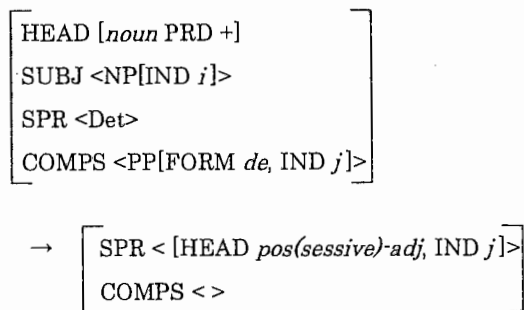 HEAD [noun PRD +]
SUBJ <NP[IND i]>
SPR <Det>
COMPS <PP[FORM de, IND j]>
→ SPR < [HEAD pos(sessive)-adj, IND j]>
COMPS < >